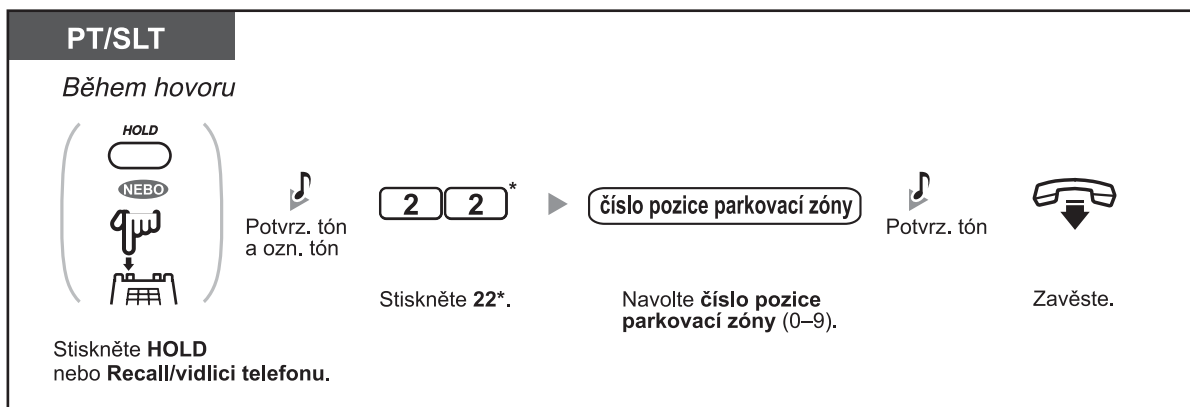 PT/SLT
Během hovoru
HOLD
NEBO
Potvrz. tón
a ozn. tón
2 2*
číslo pozice parkovací zóny
Potvrz. tón
Stiskněte 22*.
Navolte číslo pozice
parkovací zóny (0–9).
Zavěste.
Stiskněte HOLD
nebo Recall/vidlici telefonu.